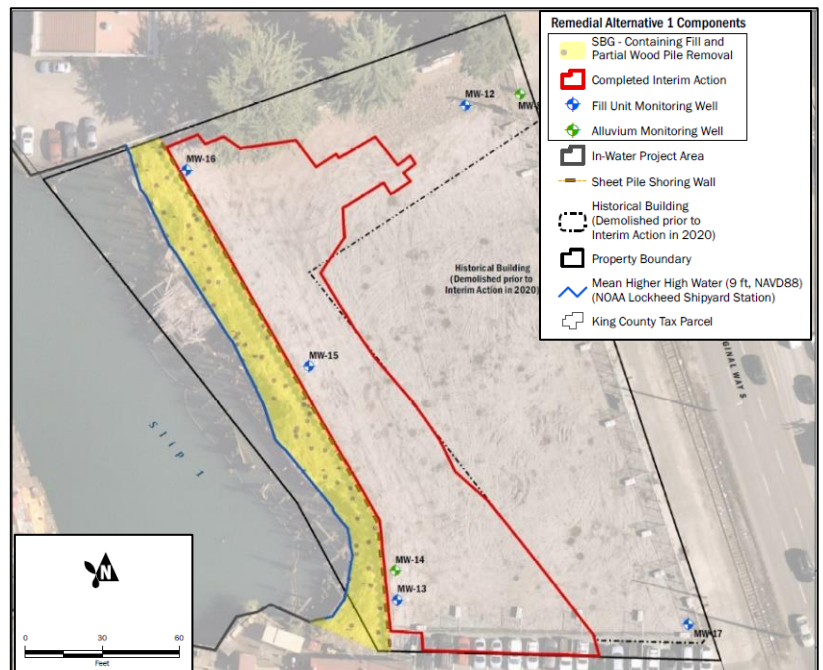 Remedial Alternative 1 Components
SBG - Containing Fill and
Partial Wood Pile Removal
Completed Interim Action
Fill Unit Monitoring Well
Alluvium Monitoring Well
In-Water Project Area
Sheet Pile Shoring Wall
Historical Building
(Demolished prior to
Interim Action in 2020)
Property Boundary
Mean Higher High Water (9 ft, NAVD88)
(NOAA Lockheed Shipyard Station)
King County Tax Parcel
MW-12
MW-
MW-16
Historical Building
(Demolished prior to
Interim Action in 2020)
MW-15
GINAL WAY S
Slip 1
MW-14
MW-13
MW-17
N
0 30 60
Feet